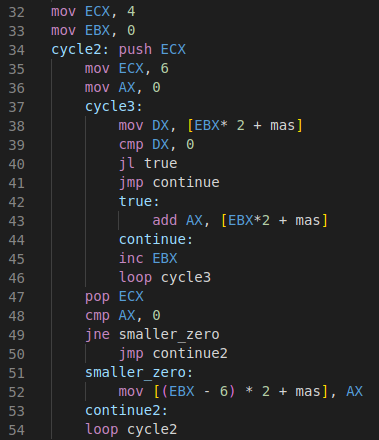 32 mov ECX, 4
33 mov EBX, 0
34 cycle2: push ECX
35 mov ECX, 6
36 mov AX, 0
37 cycle3:
38 mov DX, [EBX* 2 + mas]
39 cmp DX, 0
40 jl true
41 jmp continue
42 true:
43 add AX, [EBX*2 + mas]
44 continue:
45 inc EBX
46 loop cycle3
47 pop ECX
48 cmp AX, 0
49 jne smaller_zero
50 jmp continue2
51 smaller_zero:
52 mov [(EBX - 6) * 2 + mas], AX
53 continue2:
54 loop cycle2